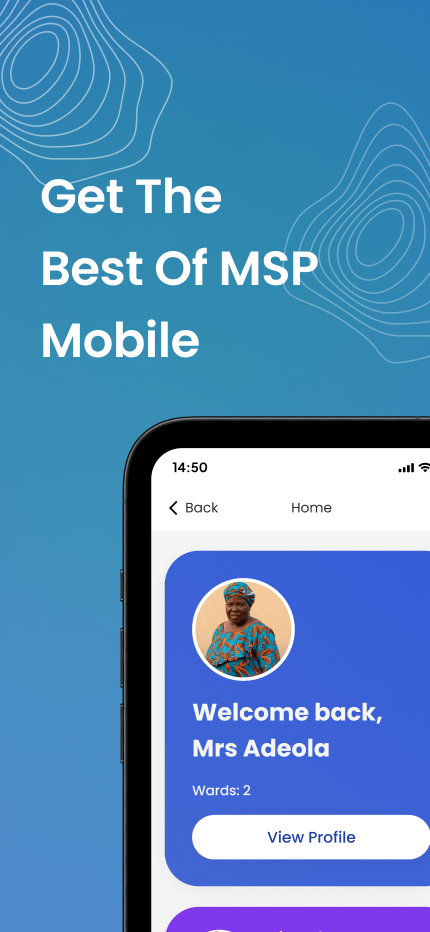 Get The
Best Of MSP
Mobile
14:50
Back
Home
Welcome back,
Mrs Adeola
Wards: 2
View Profile